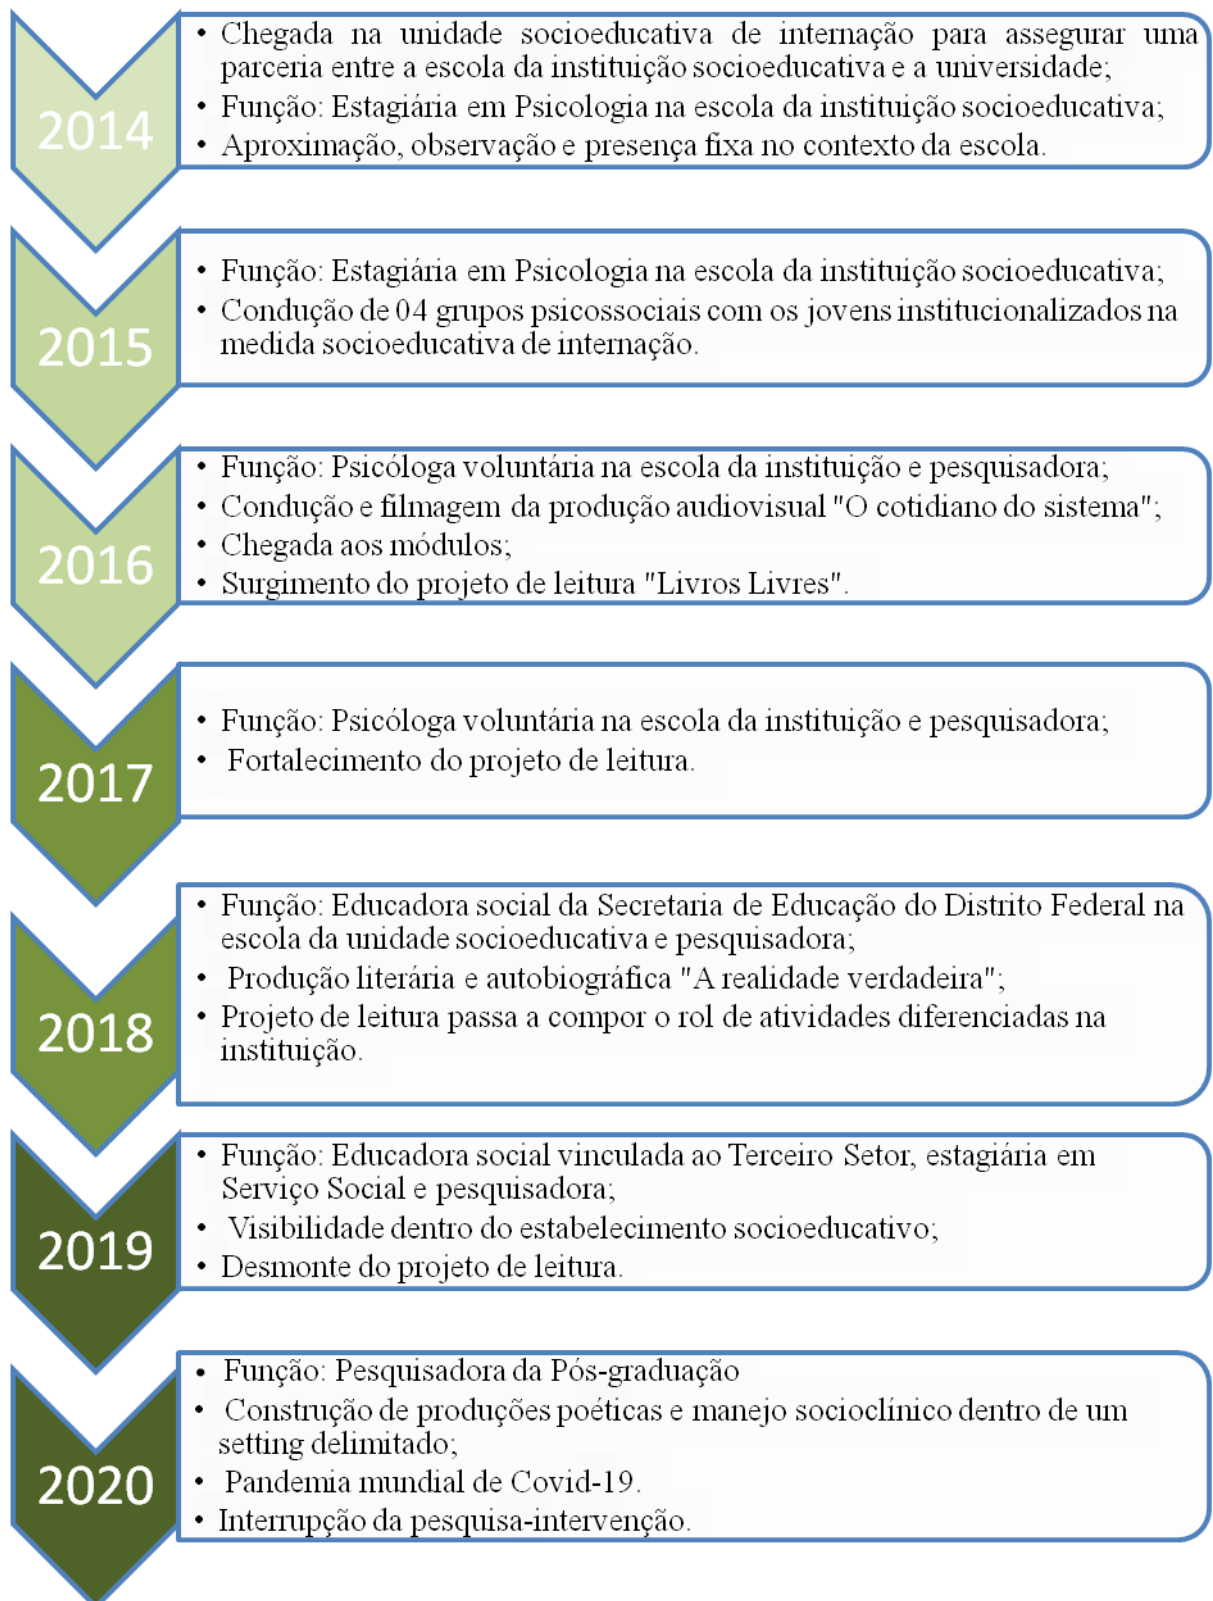 2014
• Chegada na unidade socioeducativa de internação para assegurar uma
parceria entre a escola da instituição socioeducativa e a universidade;
• Função: Estagiária em Psicologia na escola da instituição socioeducativa;
• Aproximação, observação e presença fixa no contexto da escola.
2015
• Função: Estagiária em Psicologia na escola da instituição socioeducativa;
• Condução de 04 grupos psicossociais com os jovens institucionalizados na
medida socioeducativa de internação.
2016
• Função: Psicóloga voluntária na escola da instituição e pesquisadora;
• Condução e filmagem da produção audiovisual "O cotidiano do sistema";
• Chegada aos módulos;
• Surgimento do projeto de leitura "Livros Livres".
2017
• Função: Psicóloga voluntária na escola da instituição e pesquisadora;
• Fortalecimento do projeto de leitura.
2018
• Função: Educadora social da Secretaria de Educação do Distrito Federal na
escola da unidade socioeducativa e pesquisadora;
• Produção literária e autobiográfica "A realidade verdadeira";
• Projeto de leitura passa a compor o rol de atividades diferenciadas na
instituição.
2019
• Função: Educadora social vinculada ao Terceiro Setor, estagiária em
Serviço Social e pesquisadora;
• Visibilidade dentro do estabelecimento socioeducativo;
• Desmonte do projeto de leitura.
2020
• Função: Pesquisadora da Pós-graduação
• Construção de produções poéticas e manejo socioclínico dentro de um
setting delimitado;
• Pandemia mundial de Covid-19.
• Interrupção da pesquisa-intervenção.